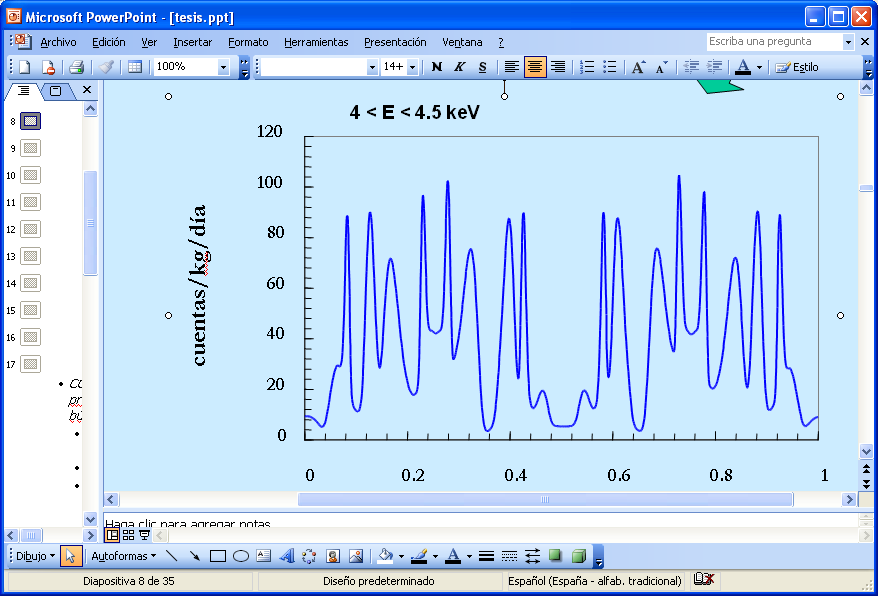 Microsoft PowerPoint - [tesis.ppt]
Archivo Edición Ver Insertar Formato Herramientas Presentación Ventana ? Escriba una pregunta
100% 14+ N K S A A A Estilo
8
9
10
11
12
13
14
15
16
17
• Cu
pr
bú
4 < E < 4.5 keV
cuentas/kg/día
120
100
80
60
40
20
0
0 0.2 0.4 0.6 0.8 1
Haga clic para agregar notas
Dibujo Autoformas A A
Diapositiva 8 de 35 Diseño predeterminado Español (España - alfab. tradicional)